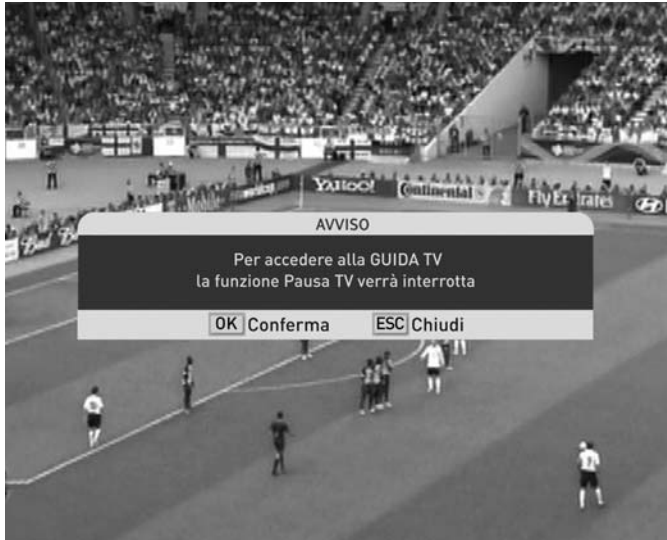 YAHOO!
Continental
Fly Emirates
AVVISO
Per accedere alla GUIDA TV
la funzione Pausa TV verrà interrotta
OK Conferma ESC Chiudi